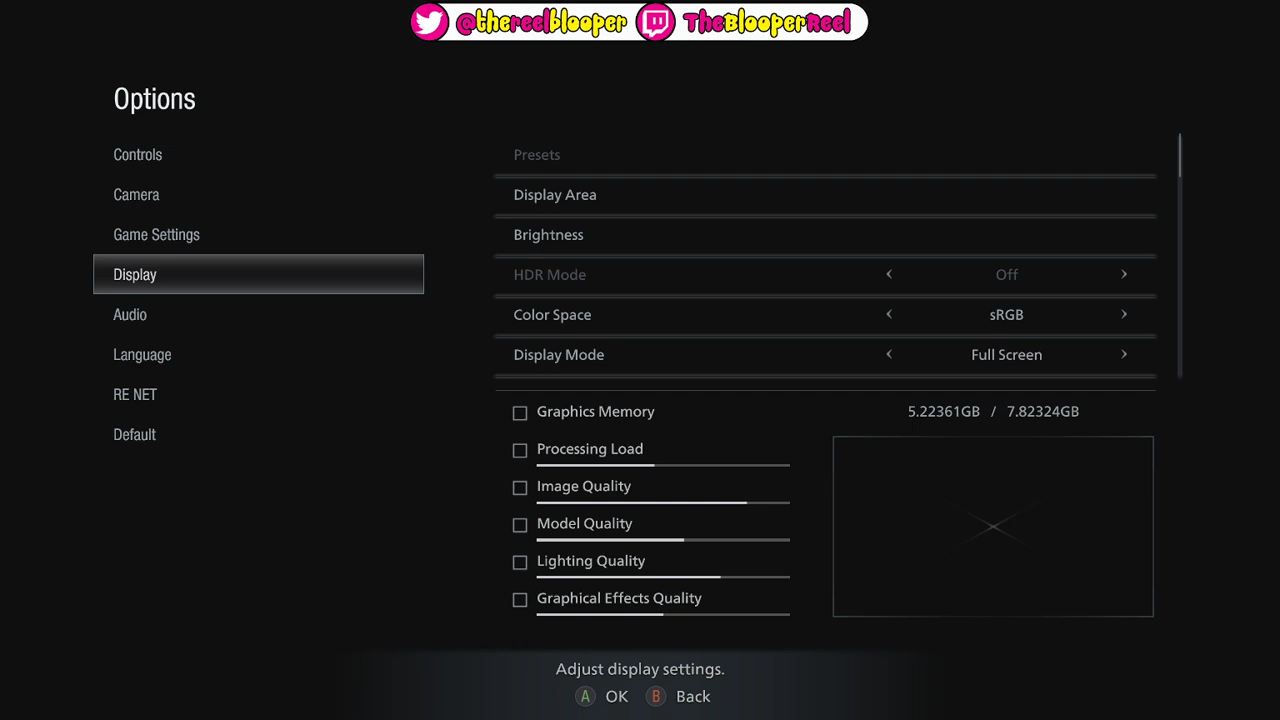 @thereelblooper TheBlooperReel
Options
Controls
Camera
Game Settings
Display
Audio
Language
RE NET
Default
Presets
Display Area
Brightness
HDR Mode Off
Color Space sRGB
Display Mode Full Screen
Graphics Memory 5.22361GB / 7.82324GB
Processing Load
Image Quality
Model Quality
Lighting Quality
Graphical Effects Quality
Adjust display settings.
A OK B Back